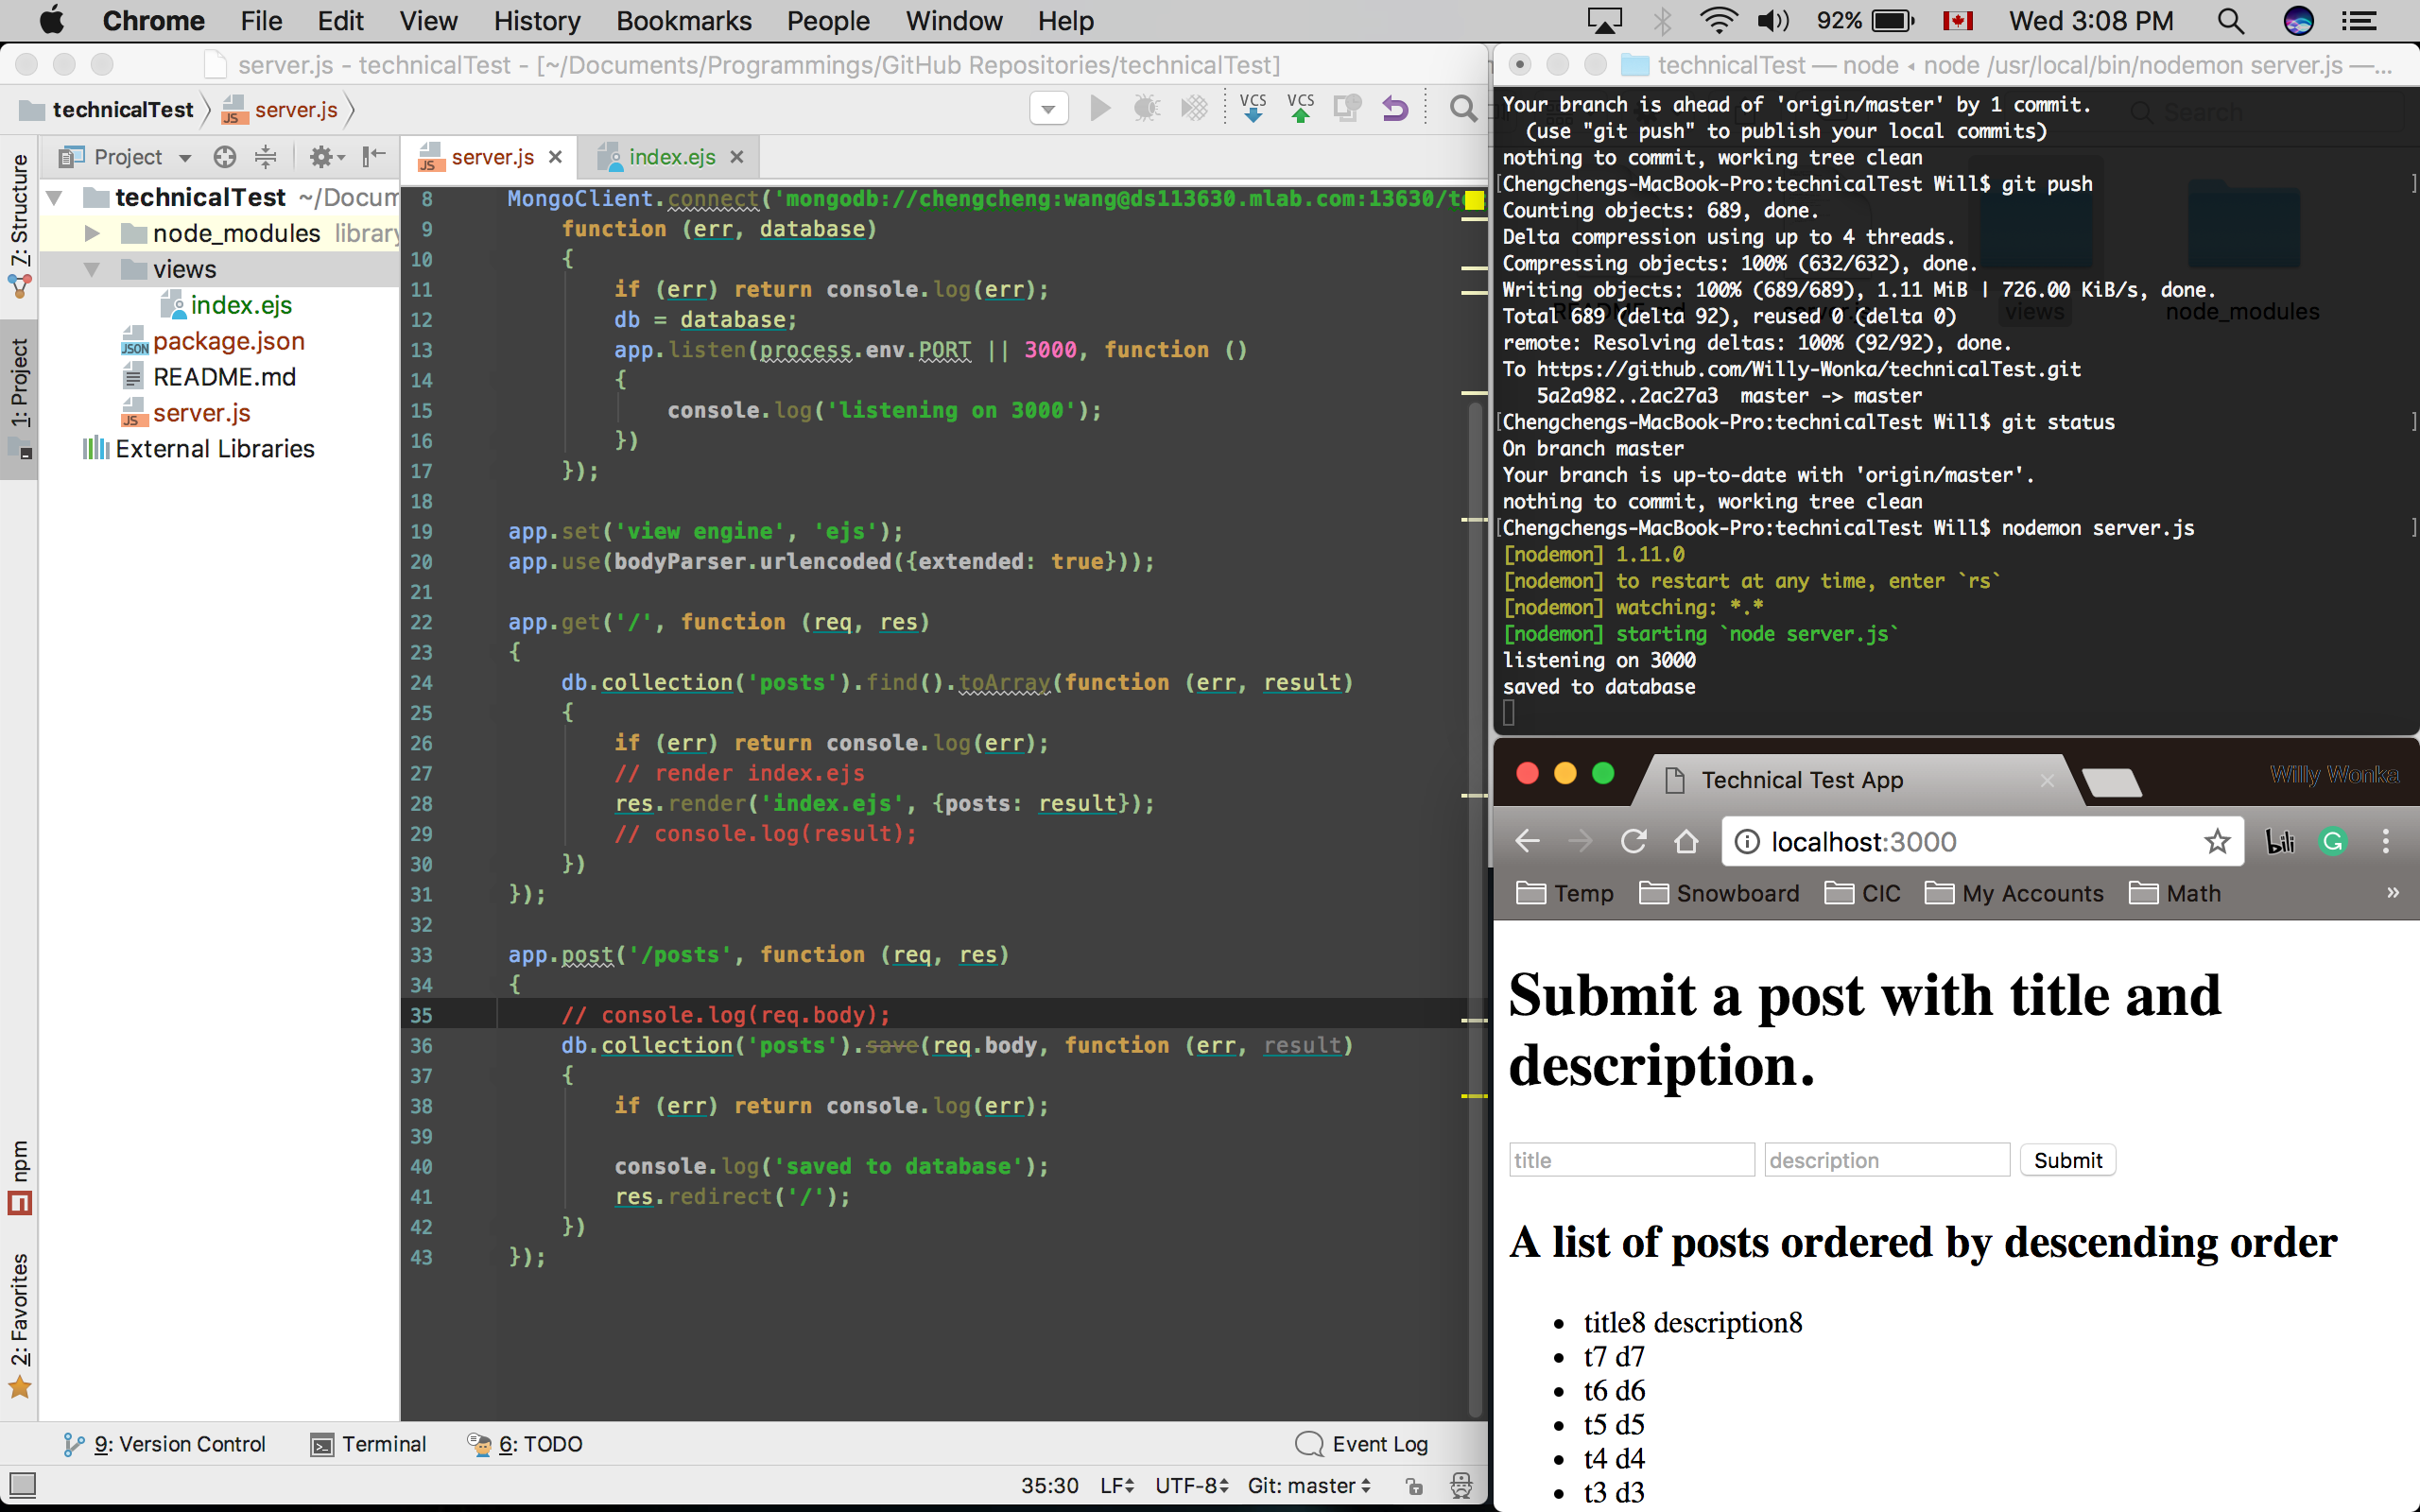 Chrome File Edit View History Bookmarks People Window Help 92% Wed 3:08 PM
server.js - technicalTest - [~/Documents/Programmings/GitHub Repositories/technicalTest]
technicalTest server.js VCS VCS
7: Structure
1: Project
npm
2: Favorites
Project
technicalTest ~/Docum
node_modules library
views
index.ejs
package.json
README.md
server.js
External Libraries
server.js index.ejs
8 MongoClient.connect('mongodb://chengcheng:wang@ds113630.mlab.com:13630/te
9 function (err, database)
10 {
11 if (err) return console.log(err);
12 db = database;
13 app.listen(process.env.PORT || 3000, function ()
14 {
15 console.log('listening on 3000');
16 })
17 });
18
19 app.set('view engine', 'ejs');
20 app.use(bodyParser.urlencoded({extended: true}));
21
22 app.get('/', function (req, res)
23 {
24 db.collection('posts').find().toArray(function (err, result)
25 {
26 if (err) return console.log(err);
27 // render index.ejs
28 res.render('index.ejs', {posts: result});
29 // console.log(result);
30 })
31 });
32
33 app.post('/posts', function (req, res)
34 {
35 // console.log(req.body);
36 db.collection('posts').save(req.body, function (err, result)
37 {
38 if (err) return console.log(err);
39
40 console.log('saved to database');
41 res.redirect('/');
42 })
43 });
9: Version Control Terminal 6: TODO Event Log
35:30 LF UTF-8 Git: master
technicalTest — node ◂ node /usr/local/bin/nodemon server.js —...
Your branch is ahead of 'origin/master' by 1 commit.
(use "git push" to publish your local commits)
nothing to commit, working tree clean
[Chengchengs-MacBook-Pro:technicalTest Will$ git push ]
Counting objects: 689, done.
Delta compression using up to 4 threads.
Compressing objects: 100% (632/632), done.
Writing objects: 100% (689/689), 1.11 MiB | 726.00 KiB/s, done.
Total 689 (delta 92), reused 0 (delta 0)
remote: Resolving deltas: 100% (92/92), done.
To https://github.com/Willy-Wonka/technicalTest.git
5a2a982..2ac27a3 master -> master
[Chengchengs-MacBook-Pro:technicalTest Will$ git status ]
On branch master
Your branch is up-to-date with 'origin/master'.
nothing to commit, working tree clean
[Chengchengs-MacBook-Pro:technicalTest Will$ nodemon server.js ]
[nodemon] 1.11.0
[nodemon] to restart at any time, enter `rs`
[nodemon] watching: *.*
[nodemon] starting `node server.js`
listening on 3000
saved to database
Search
views node_modules
Technical Test App Willy Wonka
localhost:3000 bili G
Temp Snowboard CIC My Accounts Math »
Submit a post with title and
description.
title description Submit
A list of posts ordered by descending order
• title8 description8
• t7 d7
• t6 d6
• t5 d5
• t4 d4
• t3 d3